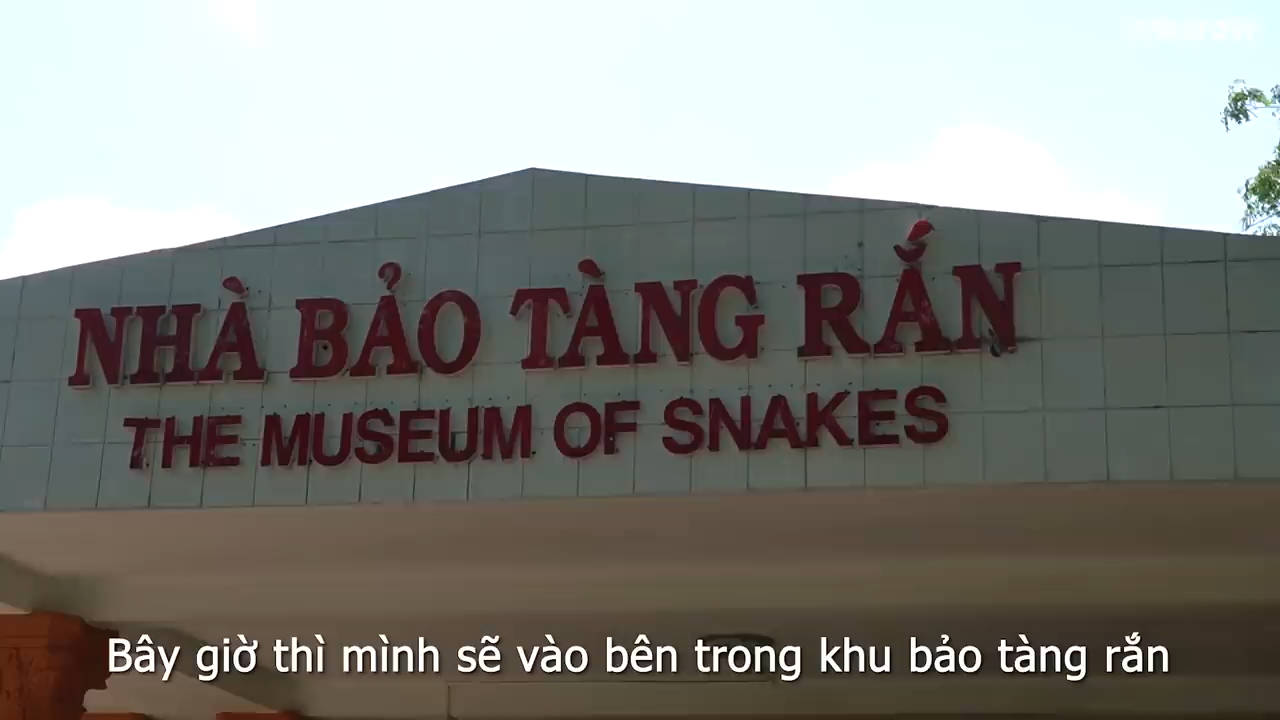 NHÀ BẢO TÀNG RẮN
THE MUSEUM OF SNAKES
Bây giờ thì mình sẽ vào bên trong khu bảo tàng rắn